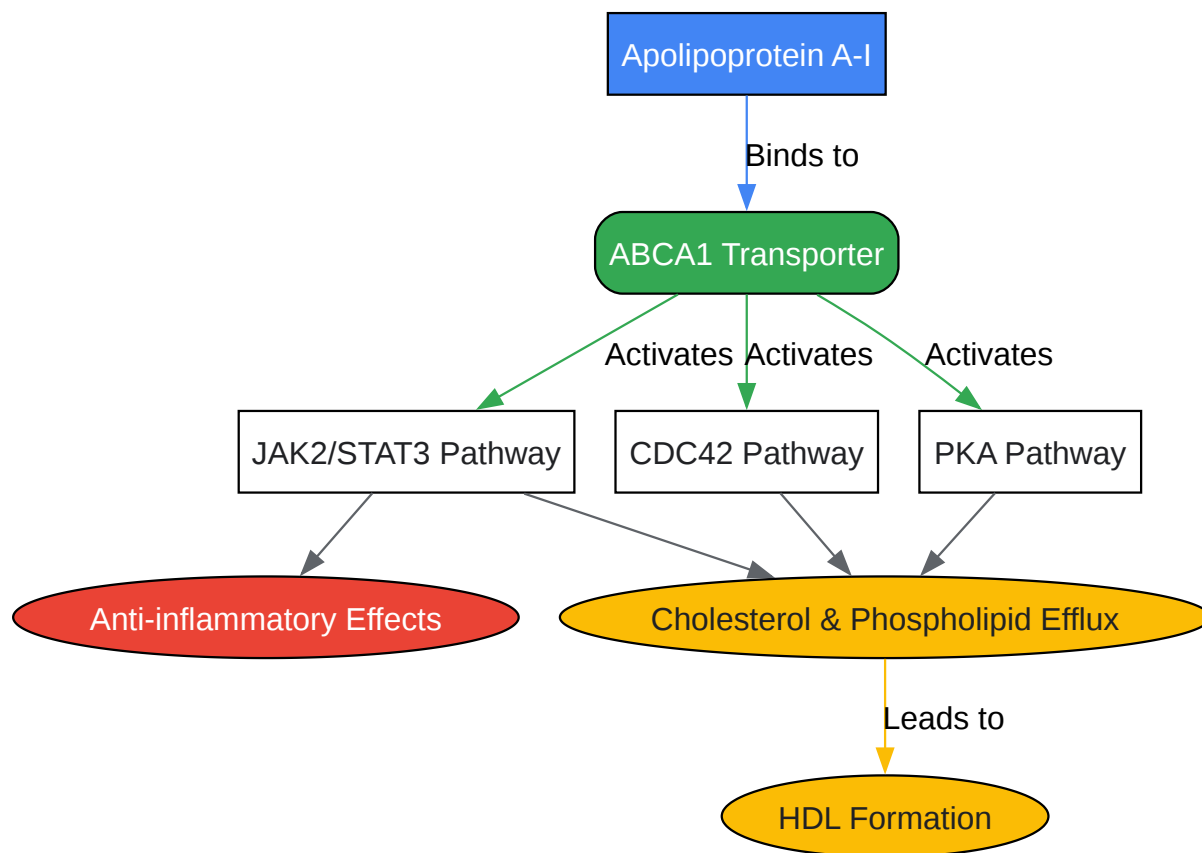 Apolipoprotein A-I
Binds to
ABCA1 Transporter
Activates
Activates
Activates
JAK2/STAT3 Pathway
CDC42 Pathway
PKA Pathway
Anti-inflammatory Effects
Cholesterol & Phospholipid Efflux
Leads to
HDL Formation